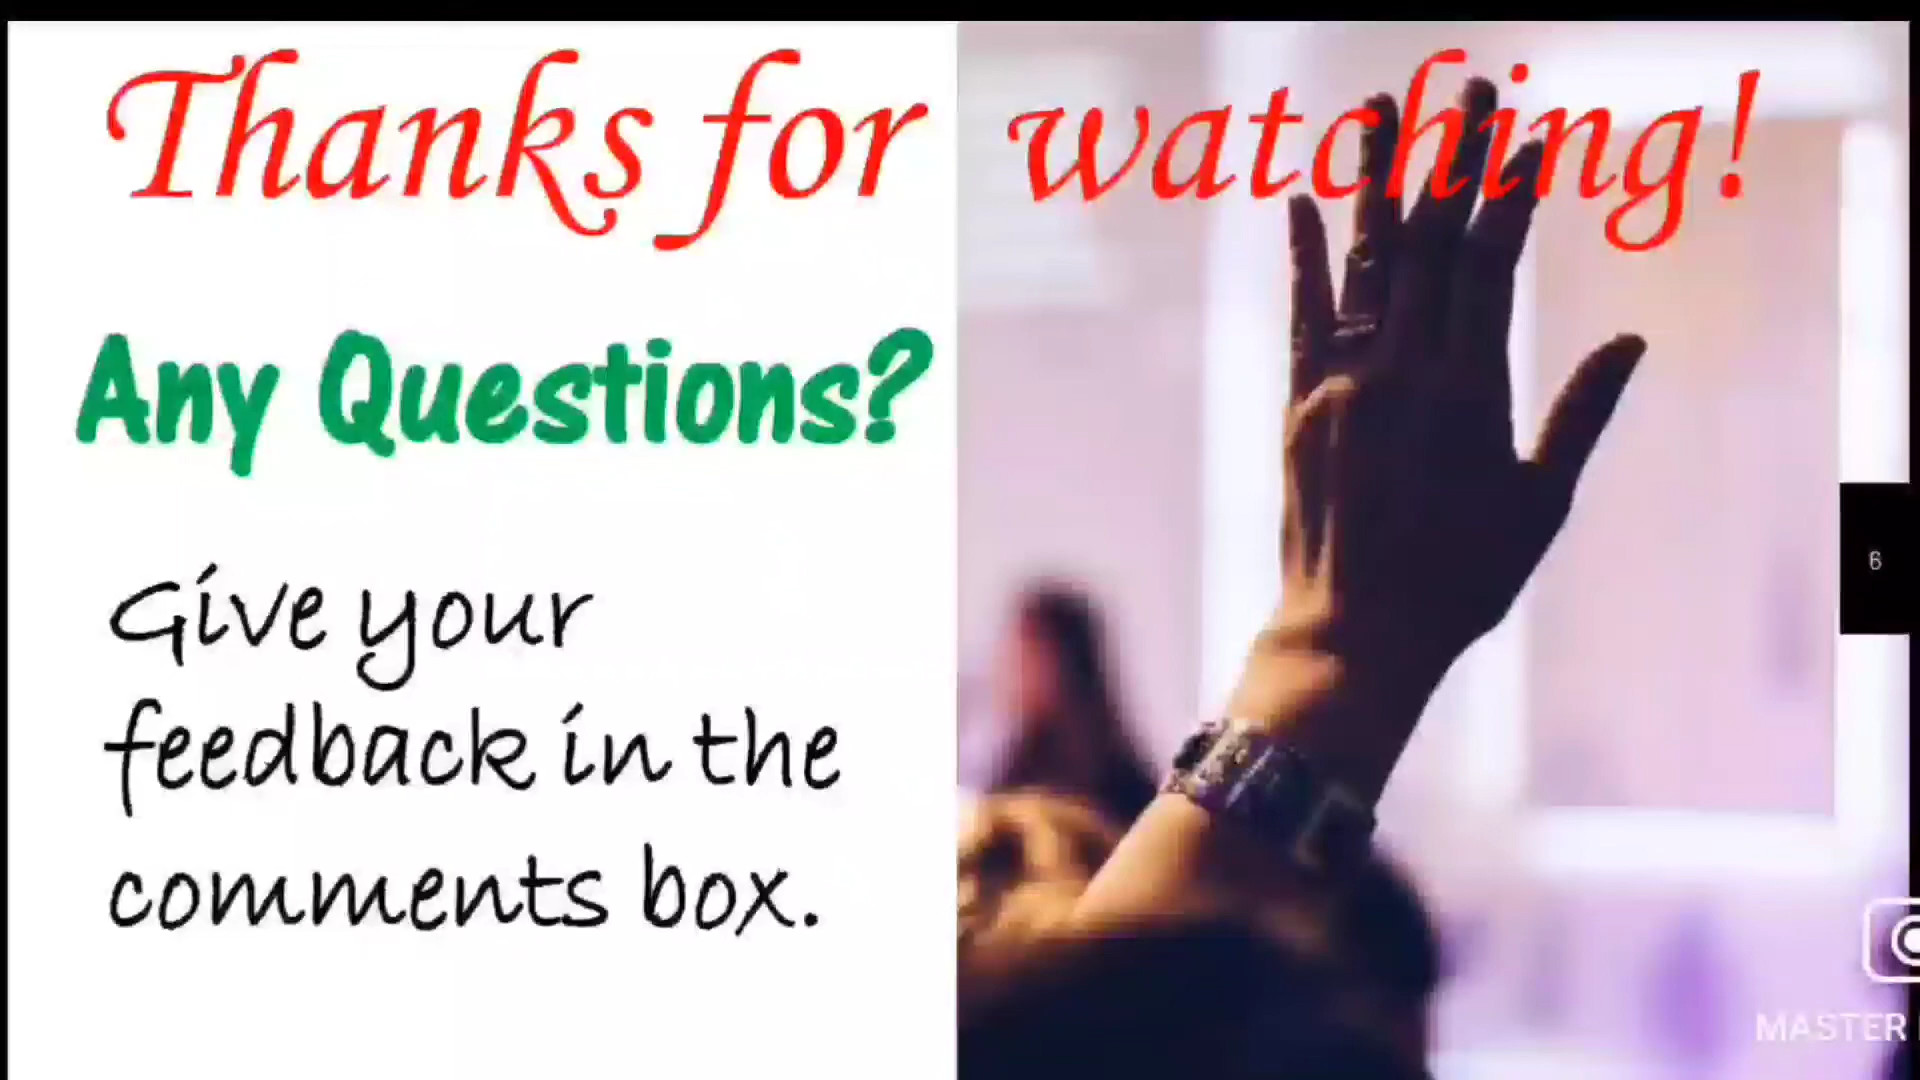 Thanks for watching!
Any Questions?
Give your
feedback in the
comments box.
6
MASTER